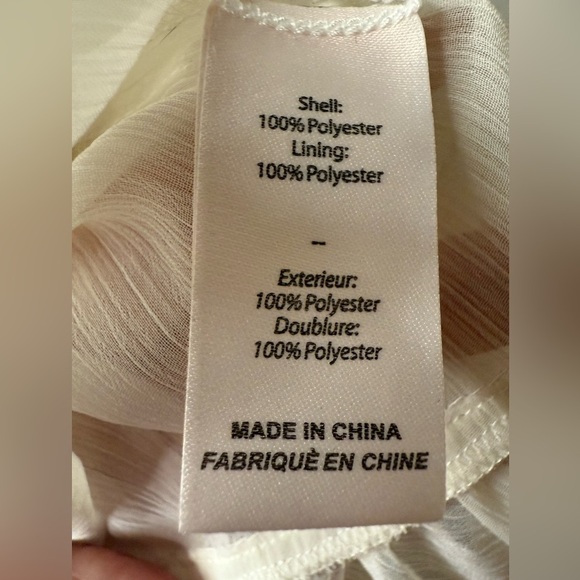 Shell:
100% Polyester
Lining:
100% Polyester
-
Exterieur:
100% Polyester
Doublure:
100% Polyester
MADE IN CHINA
FABRIQUÈ EN CHINE